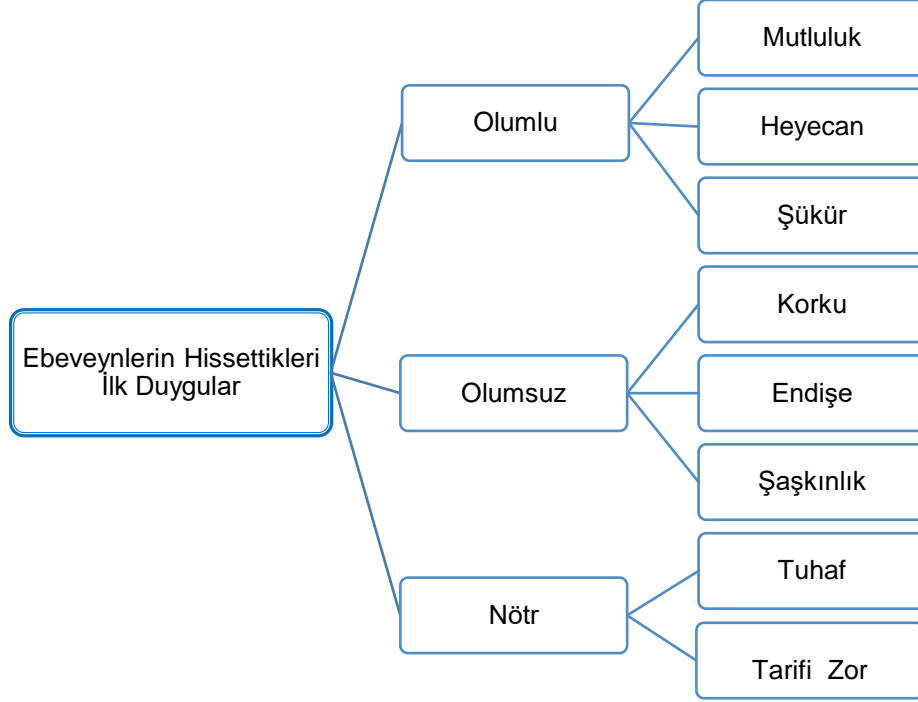 Mutluluk
Olumlu
Heyecan
Şükür
Korku
Ebeveynlerin Hissettikleri
İlk Duygular
Olumsuz
Endişe
Şaşkınlık
Tuhaf
Nötr
Tarifi Zor